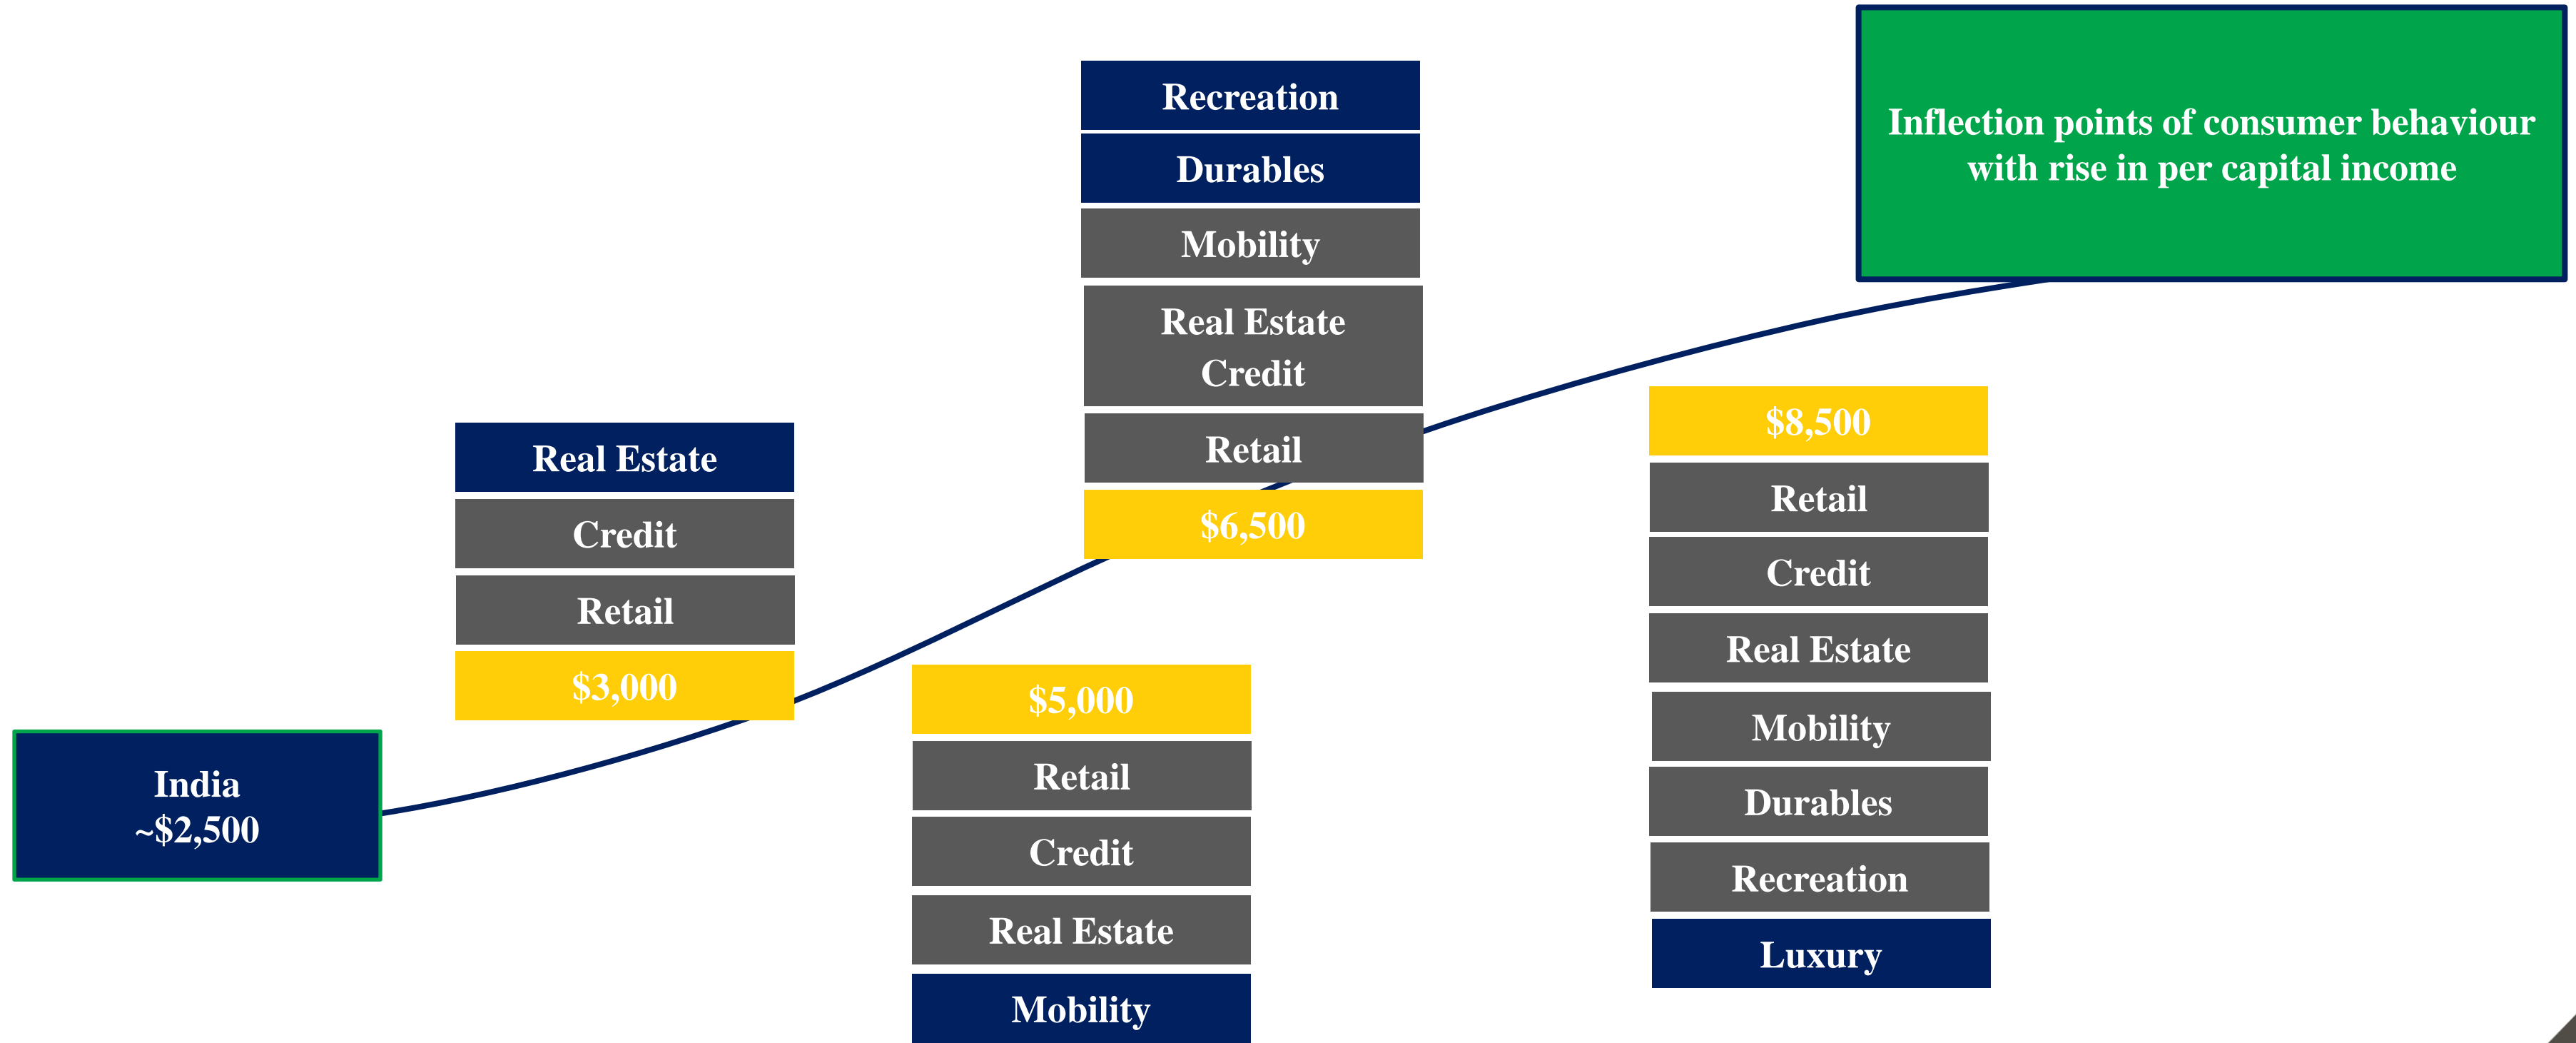 Inflection points of consumer behaviour
with rise in per capital income
India
~$2,500
Real Estate
Credit
Retail
$3,000
$5,000
Retail
Credit
Real Estate
Mobility
Recreation
Durables
Mobility
Real Estate
Credit
Retail
$6,500
$8,500
Retail
Credit
Real Estate
Mobility
Durables
Recreation
Luxury